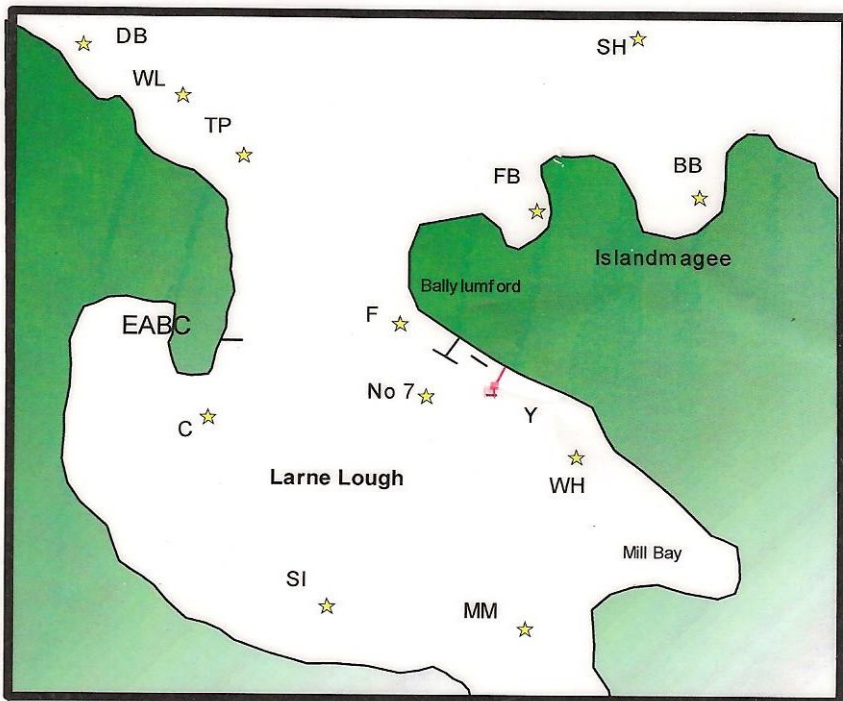 DB
SH
WL
TP
FB
BB
Islandmagee
Ballylumford
F
EABC
No 7
C
Y
Larne Lough
WH
Mill Bay
SI
MM